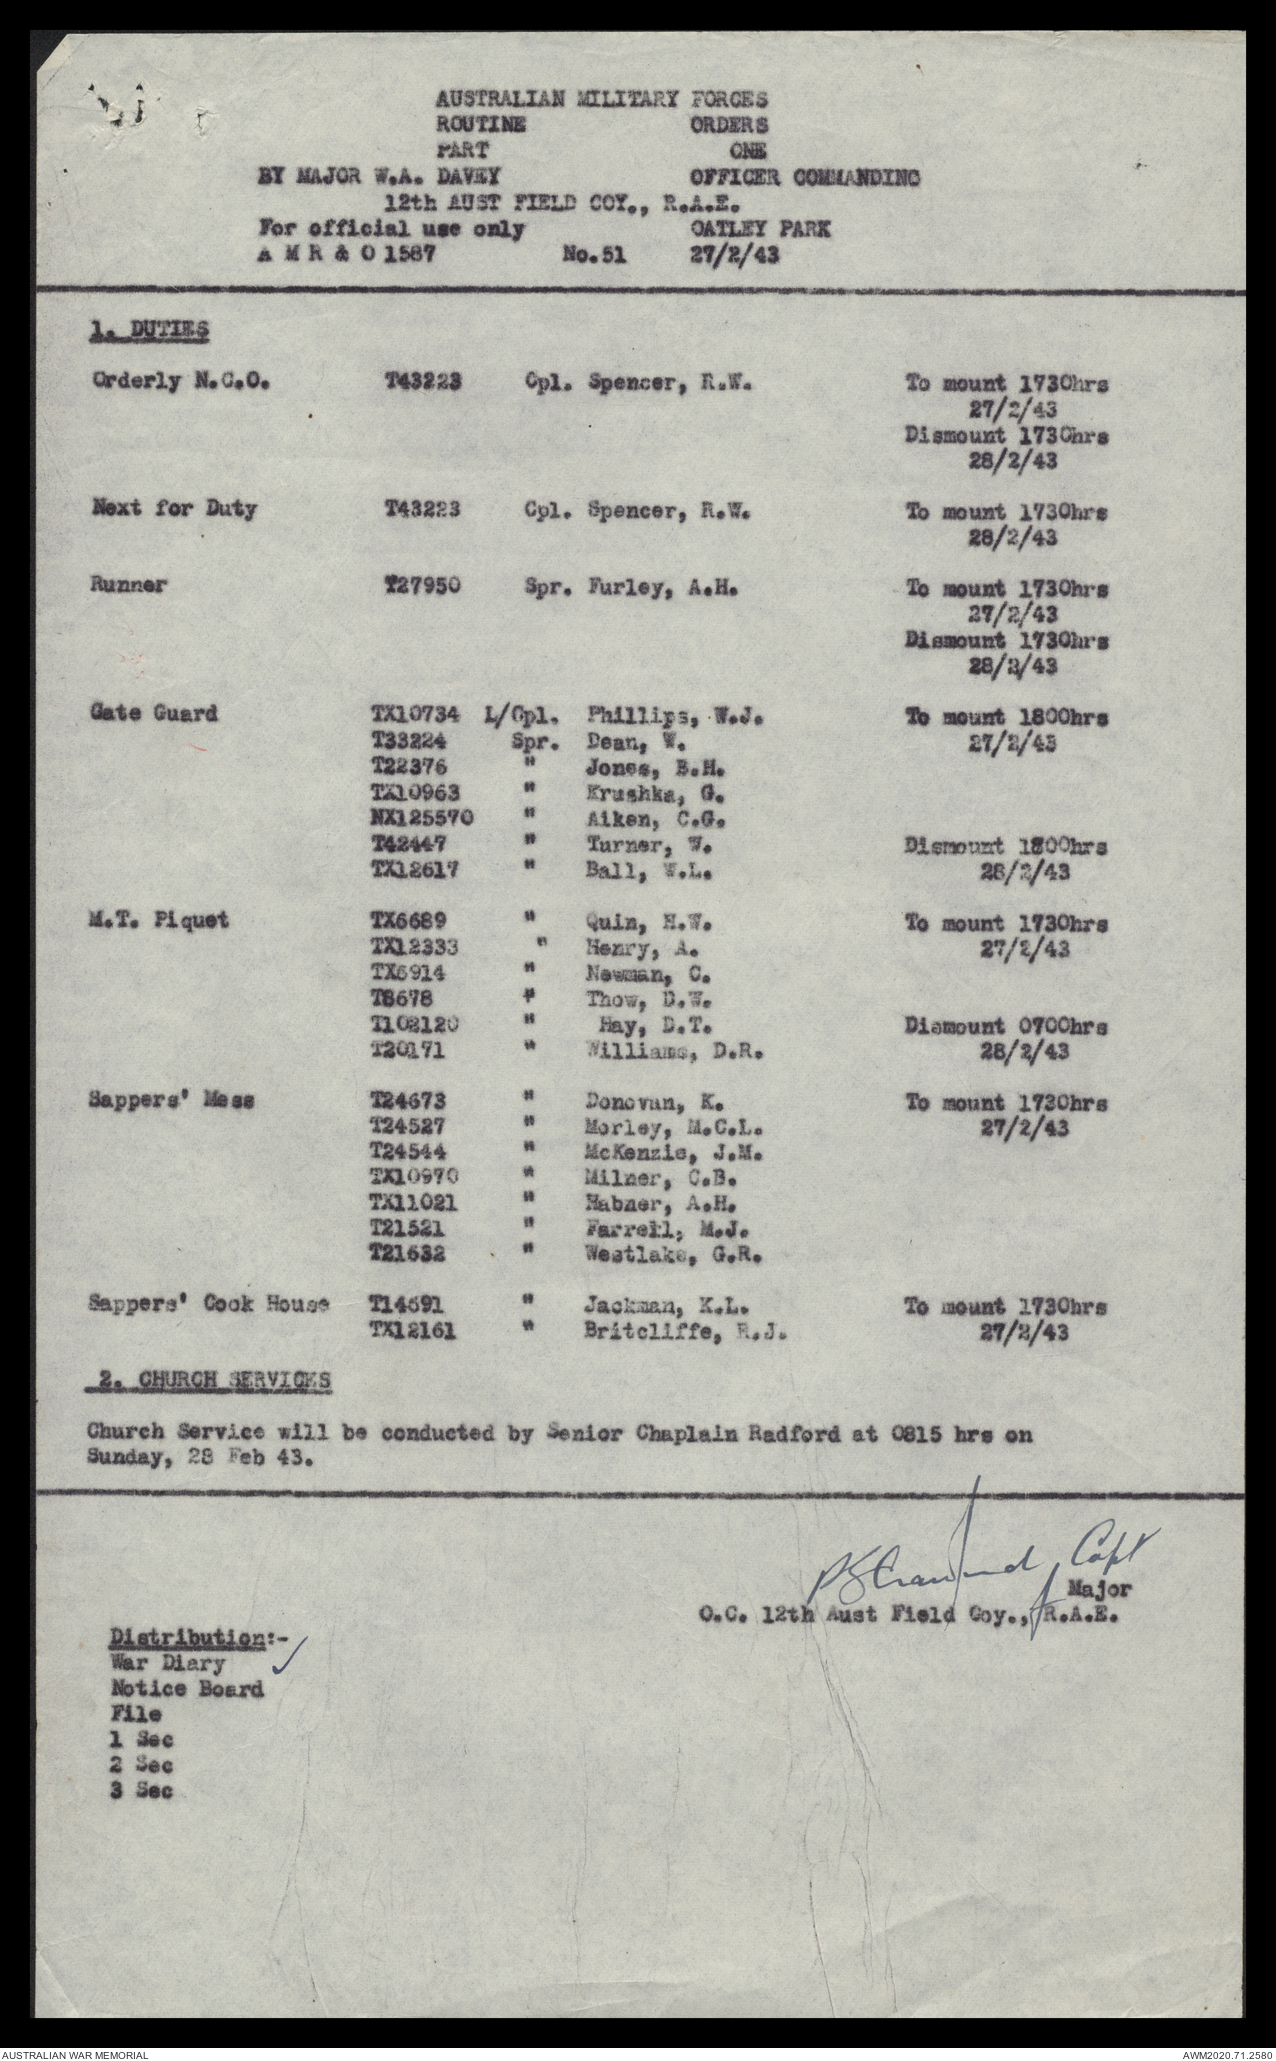 AUSTRALIAN MILITARY FORCES
ROUTINE ORDERS
PART ONE
BY MAJOR W.A. DAVEY OFFICER COMMANDING
12th AUST FIELD COY., R.A.E.
For official use only OATLEY PARK
A M R & O 1587 No.51 27/2/43
1. DUTIES
Orderly N.C.O. T43223 Cpl. Spencer, R.W. To mount 1730hrs
27/2/43
Dismount 1730hrs
28/2/43
Next for Duty T43223 Cpl. Spencer, R.W. To mount 1730hrs
28/2/43
Runner T27950 Spr. Furley, A.H. To mount 1730hrs
27/2/43
Dismount 1730hrs
28/2/43
Gate Guard TX10734 L/Cpl. Phillips, W.J. To mount 1800hrs
T33224 Spr. Dean, W. 27/2/43
T22376 " Jones, B.H.
TX10963 " Krushka, G.
NX125570 " Aiken, C.G.
T42447 " Turner, W. Dismount 1800hrs
TX12617 " Ball, W.L. 28/2/43
M.T. Piquet TX6689 " Quin, H.W. To mount 1730hrs
TX12333 " Henry, A. 27/2/43
TX6914 " Newman, C.
T8678 " Thow, D.W.
T102120 " Hay, D.T. Dismount 0700hrs
T20171 " Williams, D.R. 28/2/43
Sappers' Mess T24673 " Donovan, K. To mount 1730hrs
T24527 " Morley, M.C.L. 27/2/43
T24544 " McKenzie, J.M.
TX10970 " Milner, C.B.
TX11021 " Habner, A.H.
T21521 " Farrell, M.J.
T21632 " Westlake, G.R.
Sappers' Cook House T14591 " Jackman, K.L. To mount 1730hrs
TX12161 " Britcliffe, R.J. 27/2/43
2. CHURCH SERVICES
Church Service will be conducted by Senior Chaplain Radford at 0815 hrs on
Sunday, 28 Feb 43.
Capt
Major
O.C. 12th Aust Field Coy., R.A.E.
Distribution:-
War Diary ✓
Notice Board
File
1 Sec
2 Sec
3 Sec
AUSTRALIAN WAR MEMORIAL AWM2020.71.2580